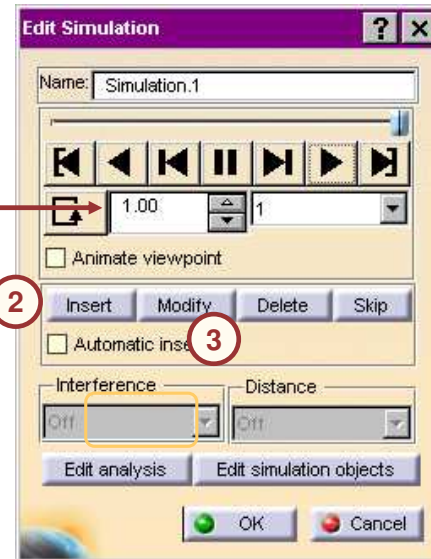 Edit Simulation
Name: Simulation.1
1.00 1
Animate viewpoint
2 Insert Modify Delete Skip
Automatic inse
3
Interference Distance
Off Off
Edit analysis Edit simulation objects
OK Cancel